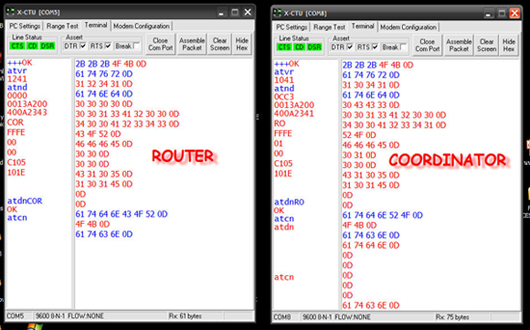 X-CTU [COM5]
PC Settings Range Test Terminal Modem Configuration
Line Status
CTS CD DSR
Assert
DTR RTS Break
Close Com Port
Assemble Packet
Clear Screen
Hide Hex
+++OK
atvr
1241
atnd
0000
0013A200
400A2343
COR
FFFE
01
00
C105
101E
atdnCOR
OK
atcn
2B 2B 2B 4F 4B 0D
61 74 76 72 0D
31 32 34 31 0D
61 74 6E 64 0D
30 30 30 30 0D
30 30 31 33 41 32 30 30 0D
34 30 30 41 32 33 34 33 0D
43 4F 52 0D
46 46 46 45 0D
30 30 0D
30 30 0D
43 31 30 35 0D
31 30 31 45 0D
0D
0D
61 74 64 6E 43 4F 52 0D
4F 4B 0D
61 74 63 6E 0D
ROUTER
COM5 9600 8-N-1 FLOW:NONE Rx: 61 bytes
X-CTU [COM8]
PC Settings Range Test Terminal Modem Configuration
Line Status
CTS CD DSR
Assert
DTR RTS Break
Close Com Port
Assemble Packet
Clear Screen
Hide Hex
+++OK
atvr
1041
atnd
0CC3
0013A200
400A2341
RO
FFFE
01
00
C105
101E
atdnRO
OK
atcn
atdn
atcn
2B 2B 2B 4F 4B 0D
61 74 76 72 0D
31 30 34 31 0D
61 74 6E 64 0D
30 43 43 33 0D
30 30 31 33 41 32 30 30 0D
34 30 30 41 32 33 34 31 0D
52 4F 0D
46 46 46 45 0D
30 31 0D
30 30 0D
43 31 30 35 0D
31 30 31 45 0D
0D
0D
61 74 64 6E 52 4F 0D
4F 4B 0D
61 74 63 6E 0D
61 74 64 6E 0D
0D
0D
0D
0D
0D
61 74 63 6E 0D
COORDINATOR
COM8 9600 8-N-1 FLOW:NONE Rx: 75 bytes